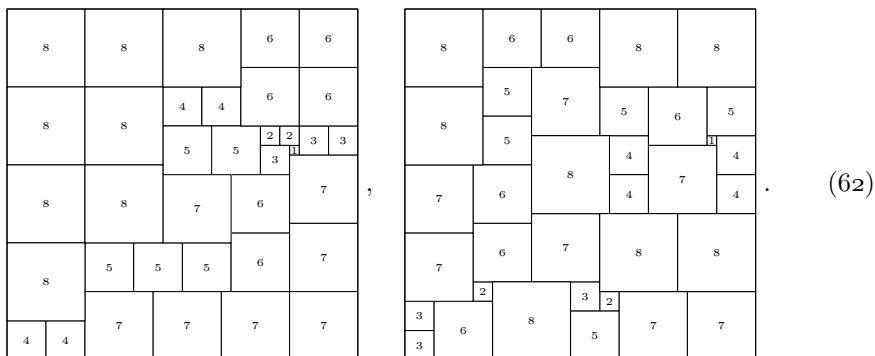 8 8 8 6 6
6 6
8 8 4 4
5 5 2 2 3 3
3 1
7
8 8 7 6
5 5 5 6 7
8
7 7 7 7
4 4
,
8 6 6 8 8
5 7
5 6 5
8 5
1
4 4
7 6 8 4 7 4
6 7 8 8
7
2 3 2
3 6 8 7 7
3 5
.
(62)